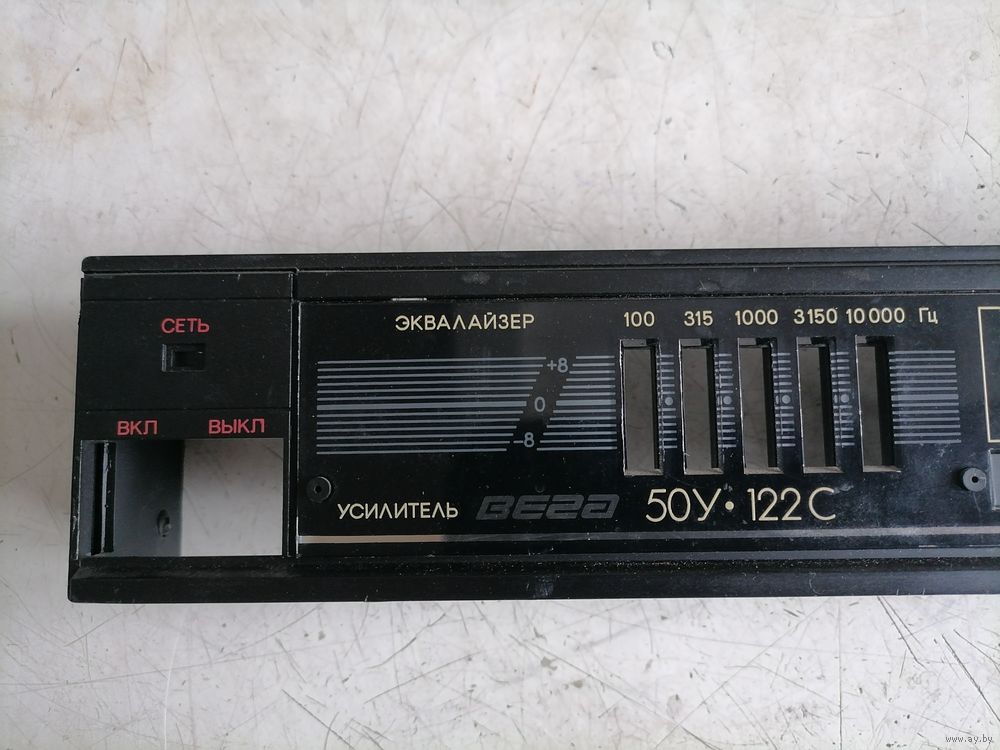 СЕТЬ
ВКЛ ВЫКЛ
ЭКВАЛАЙЗЕР
100 315 1000 3150 10 000 Гц
+8
0
-8
УСИЛИТЕЛЬ ВЕГА 50У·122С
www.ay.by